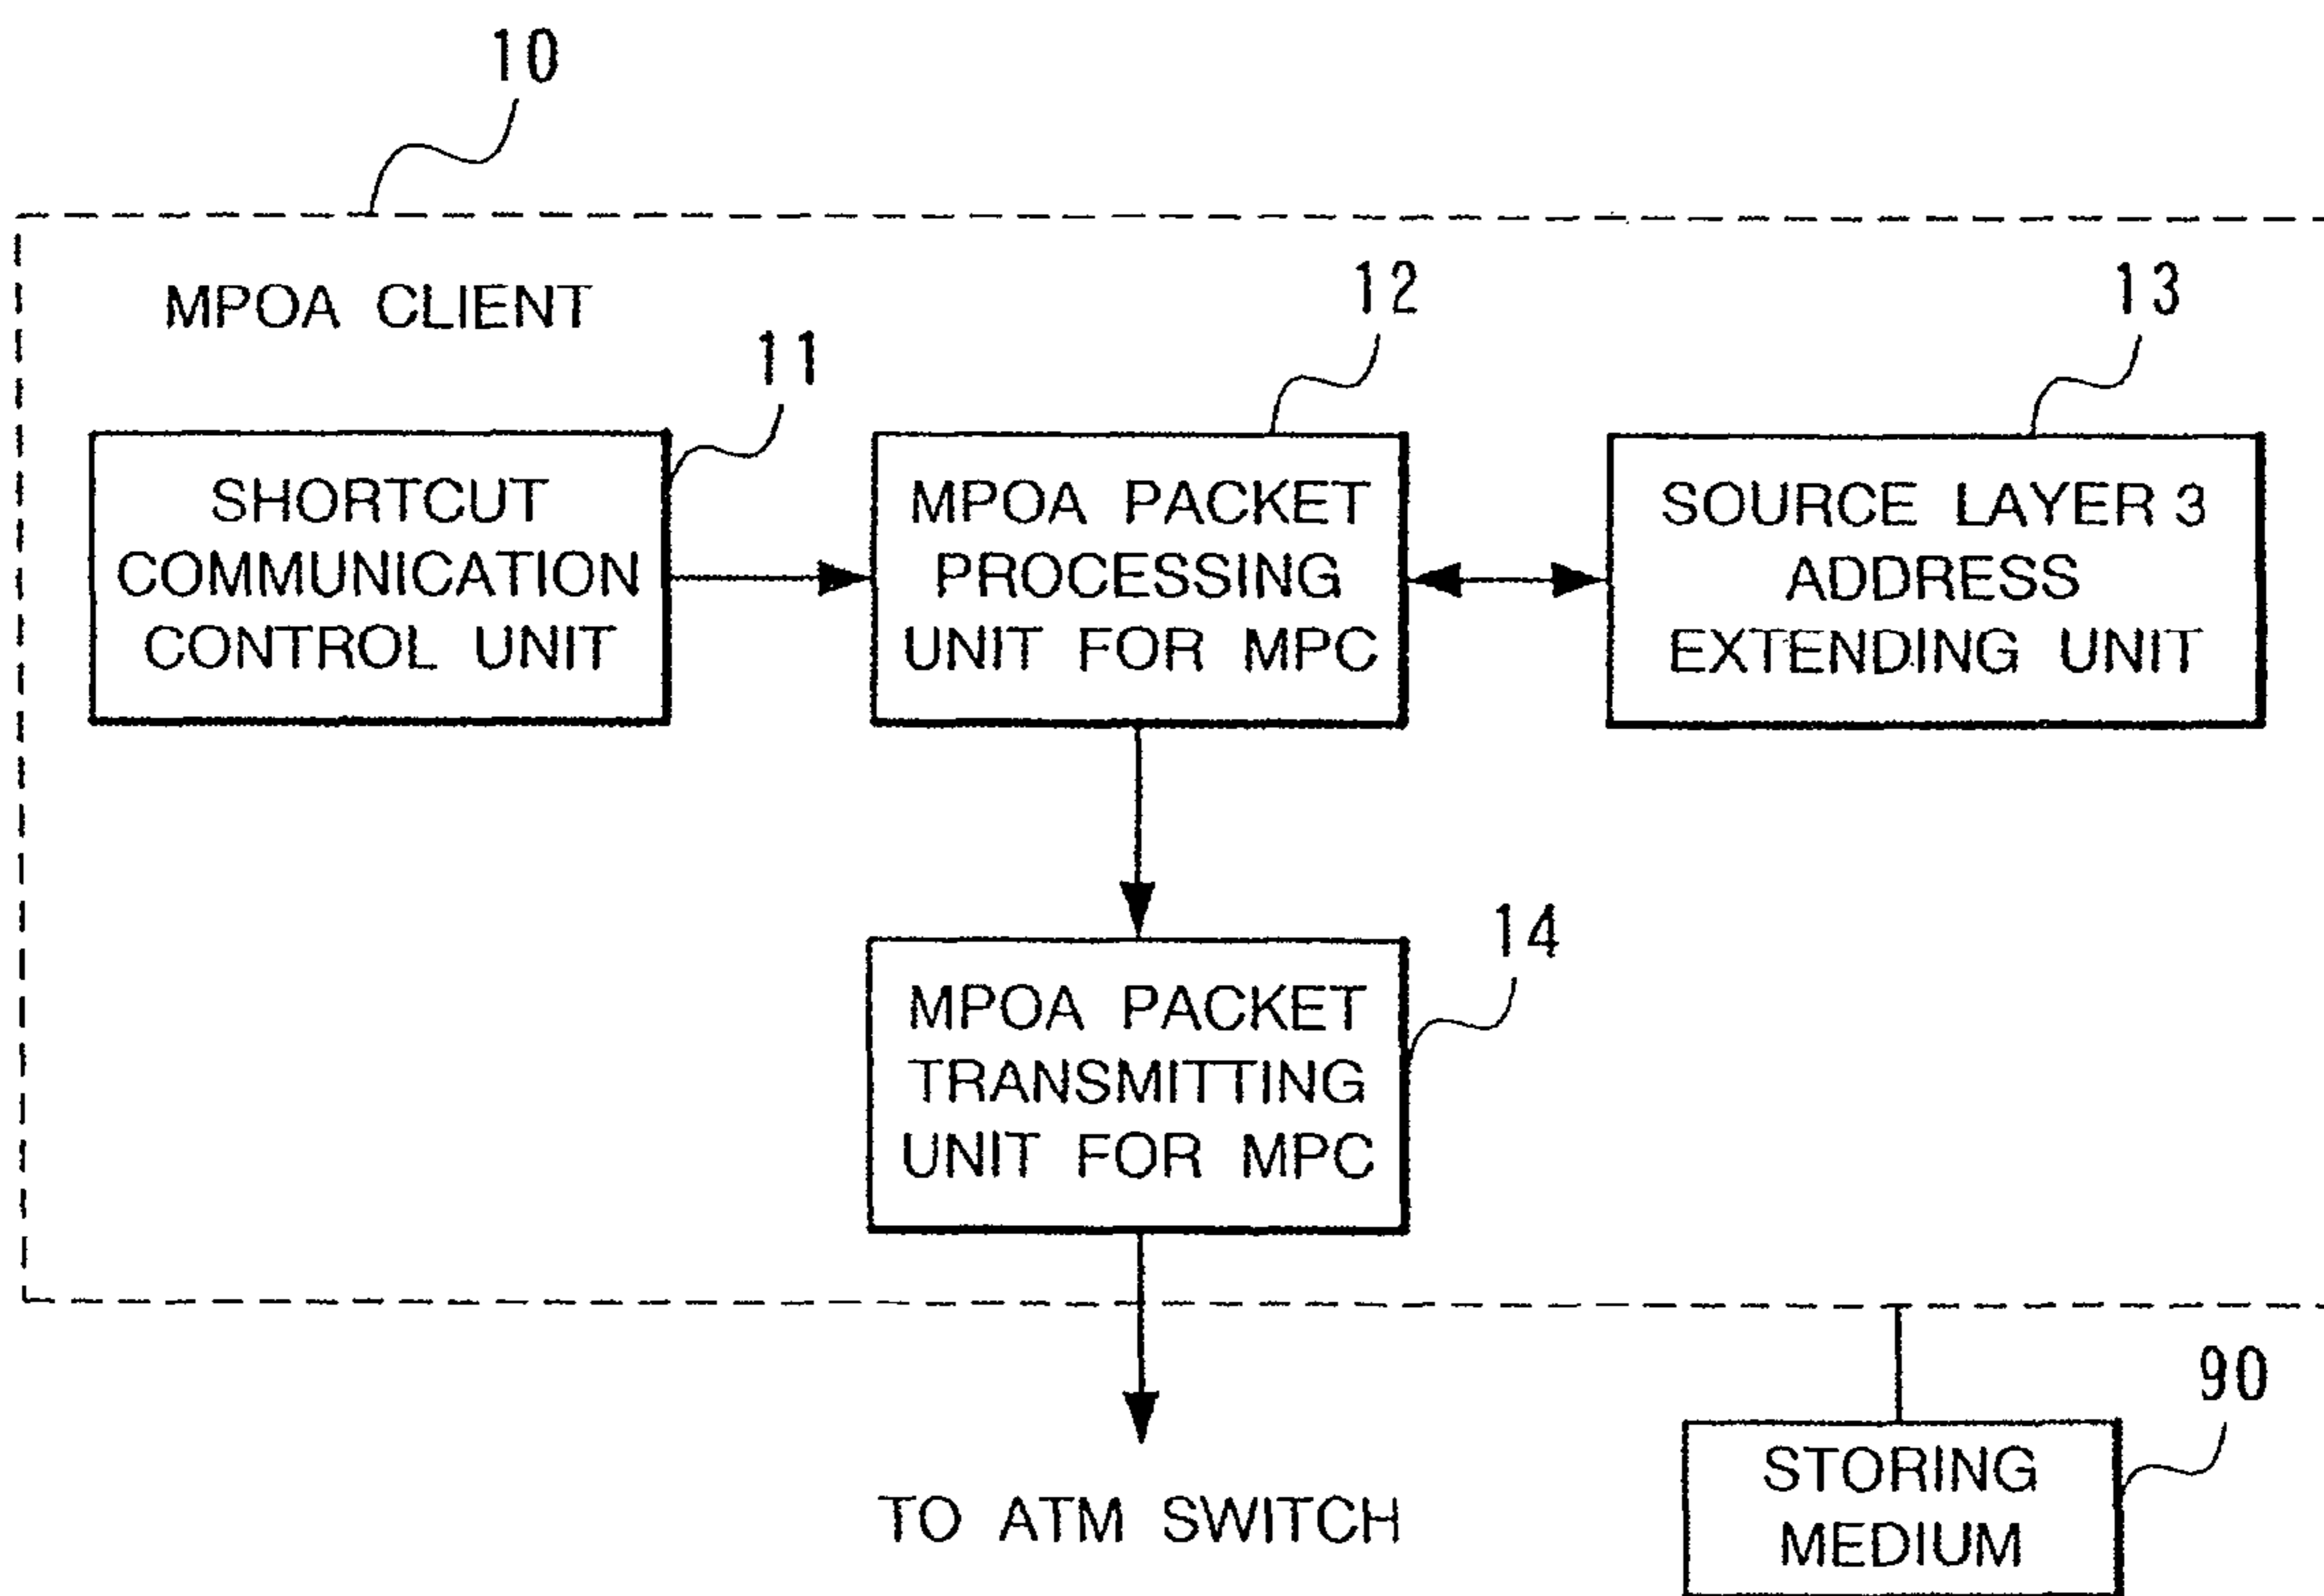 10
MPOA CLIENT
11
12
13
SHORTCUT
COMMUNICATION
CONTROL UNIT
MPOA PACKET
PROCESSING
UNIT FOR MPC
SOURCE LAYER 3
ADDRESS
EXTENDING UNIT
14
MPOA PACKET
TRANSMITTING
UNIT FOR MPC
90
TO ATM SWITCH
STORING
MEDIUM